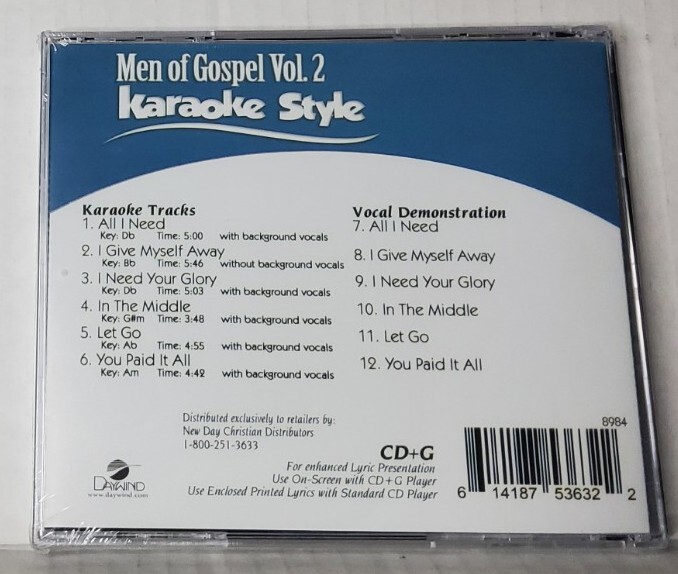 Men of Gospel Vol. 2
Karaoke Style
Karaoke Tracks
1. All I Need
Key: Db Time: 5:00 with background vocals
2. I Give Myself Away
Key: Bb Time: 5:46 without background vocals
3. I Need Your Glory
Key: Db Time: 5:03 with background vocals
4. In The Middle
Key: G#m Time: 3:48 with background vocals
5. Let Go
Key: Ab Time: 4:55 with background vocals
6. You Paid It All
Key: Am Time: 4:42 with background vocals
Vocal Demonstration
7. All I Need
8. I Give Myself Away
9. I Need Your Glory
10. In The Middle
11. Let Go
12. You Paid It All
Distributed exclusively to retailers by:
New Day Christian Distributors
1-800-251-3633
DAYWIND
www.daywind.com
CD+G
For enhanced Lyric Presentation
Use On-Screen with CD+G Player
Use Enclosed Printed Lyrics with Standard CD Player
8984
6 14187 53632 2